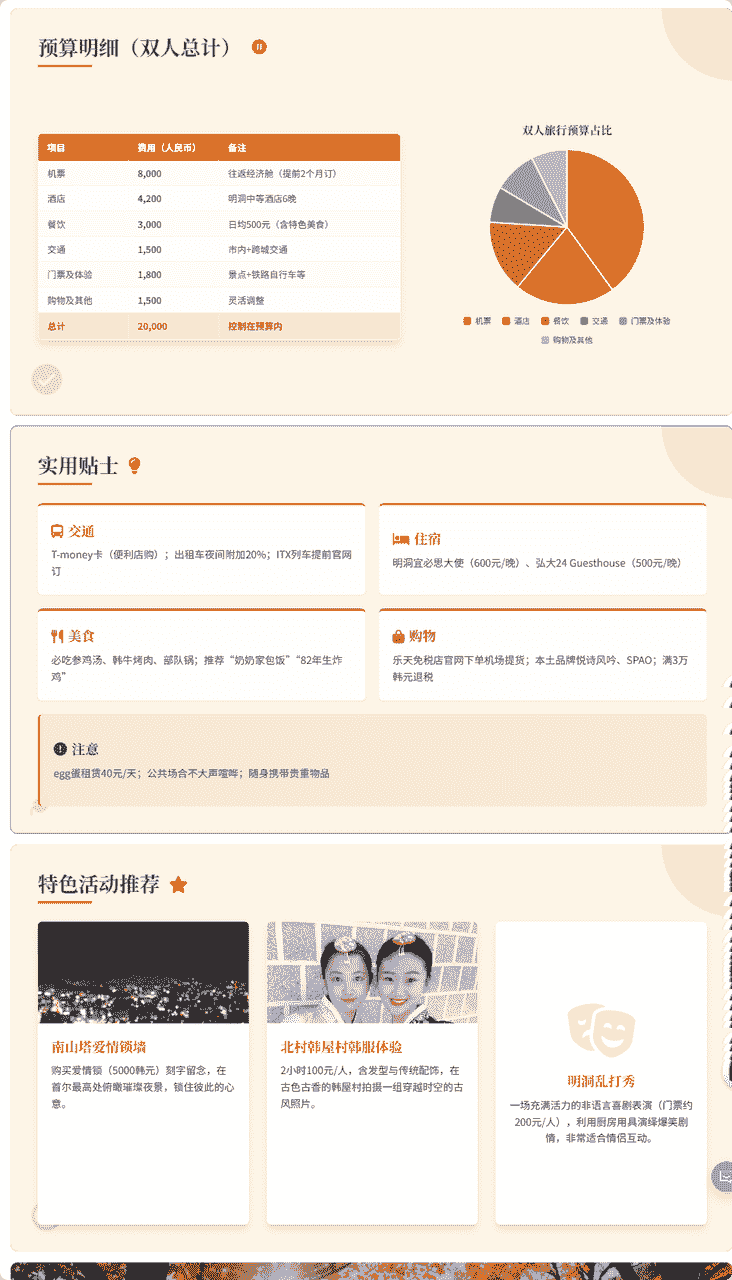 预算明细（双人总计）
项目 费用（人民币） 备注
机票 8,000 往返经济舱（提前2个月订）
酒店 4,200 明洞中等酒店6晚
餐饮 3,000 日均500元（含特色美食）
交通 1,500 市内+跨城交通
门票及体验 1,800 景点+铁路自行车等
购物及其他 1,500 灵活调整
总计 20,000 控制在预算内
双人旅行预算占比
机票 酒店 餐饮 交通 门票及体验
购物及其他
实用贴士
交通
T-money卡（便利店购）；出租车夜间附加20%；ITX列车提前官网
订
住宿
明洞宜必思大使（600元/晚）、弘大24 Guesthouse（500元/晚）
美食
必吃参鸡汤、韩牛烤肉、部队锅；推荐“奶奶家包饭”“82年生炸
鸡”
购物
乐天免税店官网下单机场提货；本土品牌悦诗风吟、SPAO；满3万
韩元退税
注意
egg蛋租赁40元/天；公共场合不大声喧哗；随身携带贵重物品
特色活动推荐
南山塔爱情锁墙
购买爱情锁（5000韩元）刻字留念，在
首尔最高处俯瞰璀璨夜景，锁住彼此的心
意。
北村韩屋村韩服体验
2小时100元/人，含发型与传统配饰，在
古色古香的韩屋村拍摄一组穿越时空的古
风照片。
明洞乱打秀
一场充满活力的非语言喜剧表演（门票约
200元/人），利用厨房用具演绎爆笑剧
情，非常适合情侣互动。